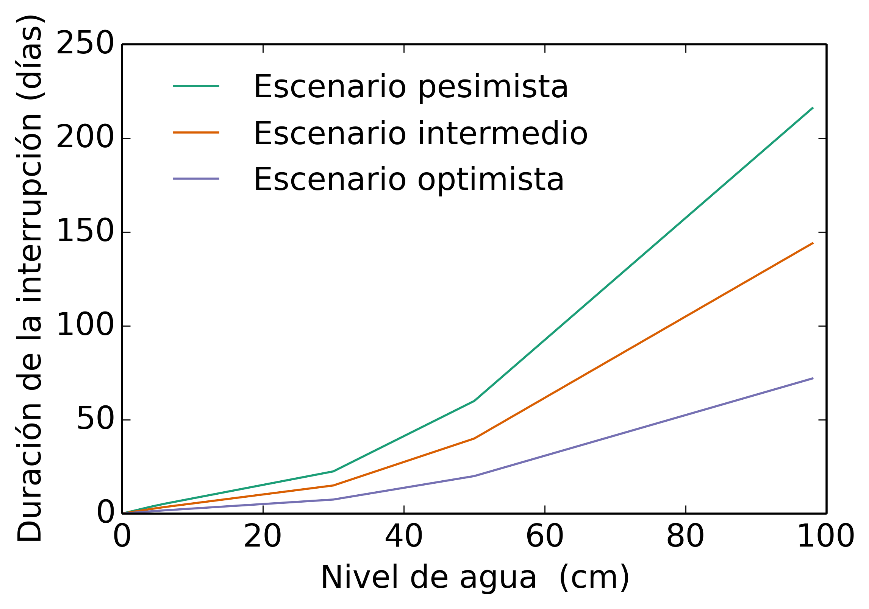 Duración de la interrupción (días)
250
200
150
100
50
0
Escenario pesimista
Escenario intermedio
Escenario optimista
0 20 40 60 80 100
Nivel de agua (cm)